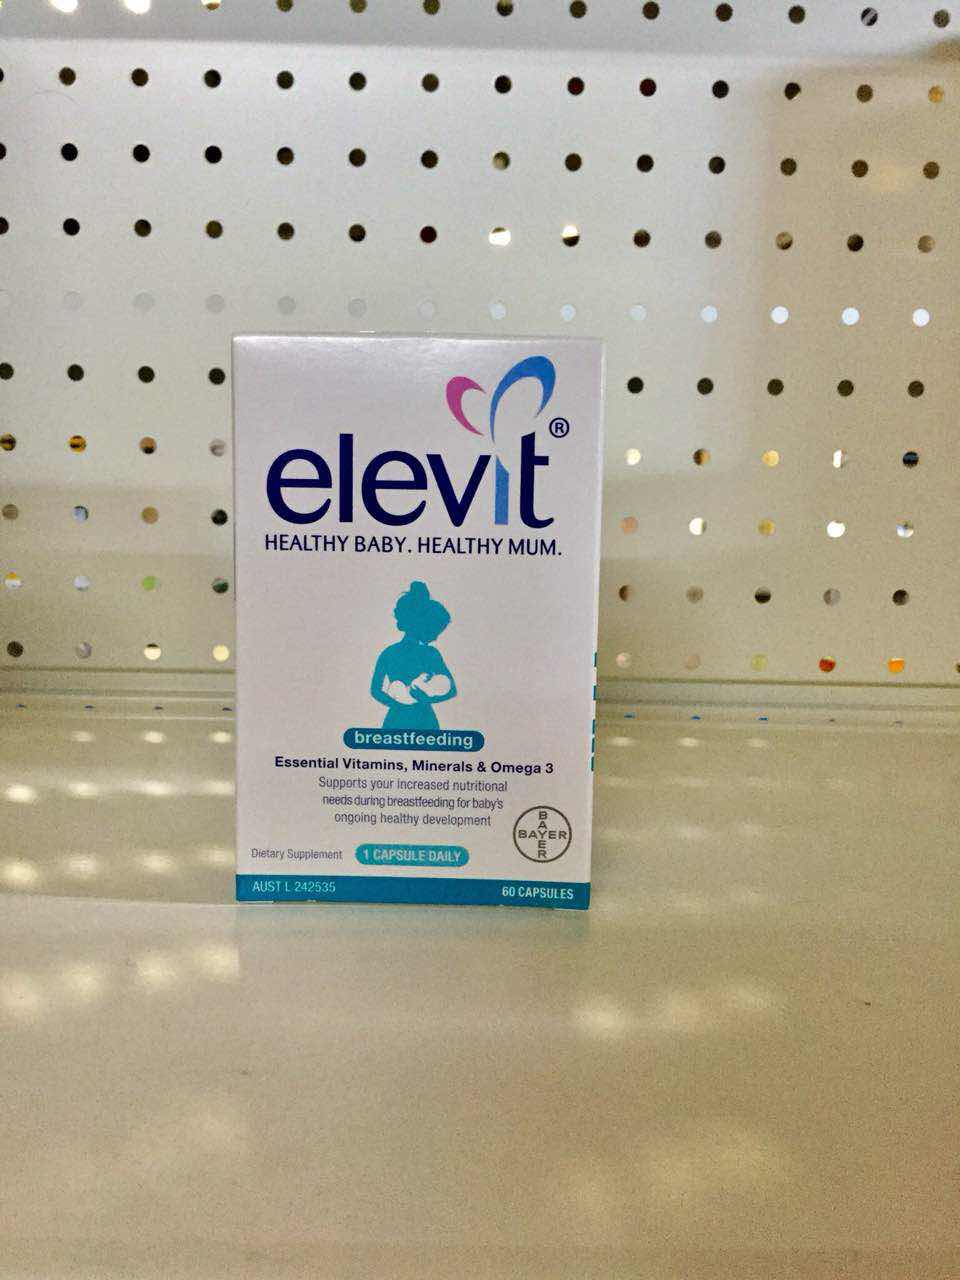 elevit®
HEALTHY BABY. HEALTHY MUM.
breastfeeding
Essential Vitamins, Minerals & Omega 3
Supports your increased nutritional
needs during breastfeeding for baby's
ongoing healthy development
BAYER
BAYER
Dietary Supplement 1 CAPSULE DAILY
AUST L 242535 60 CAPSULES